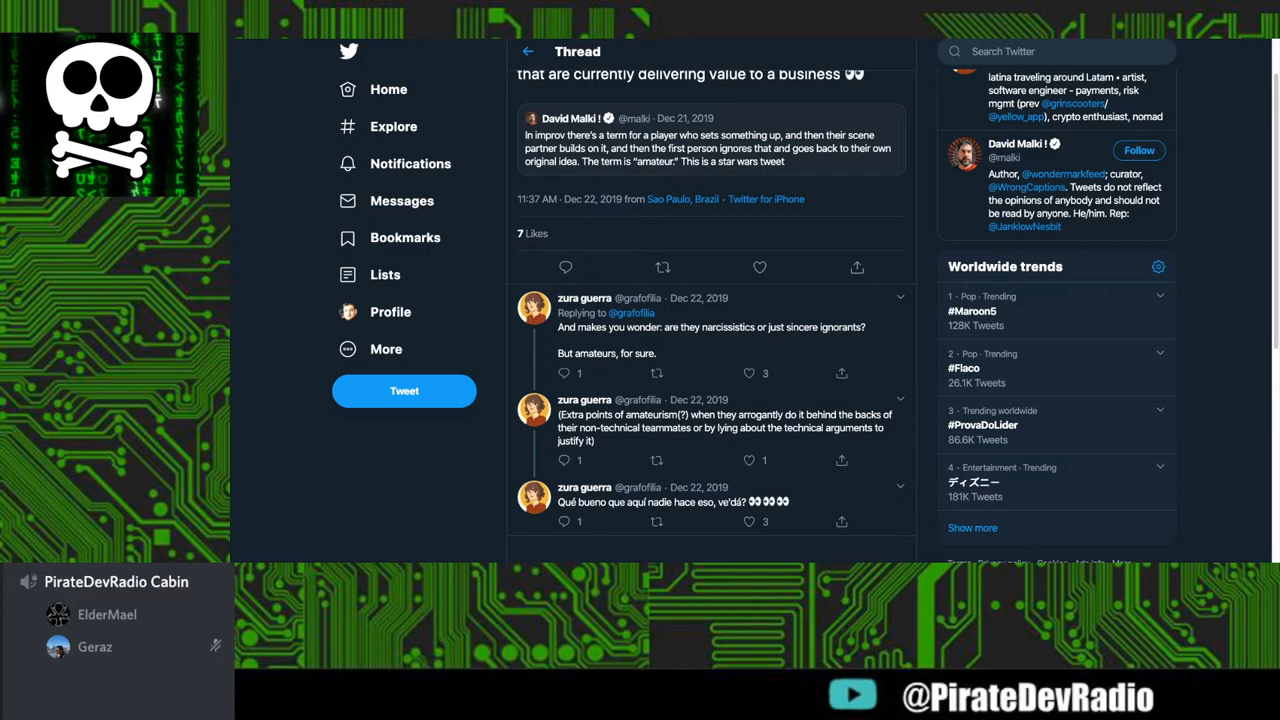 Home
Explore
Notifications
Messages
Bookmarks
Lists
Profile
More
Tweet
Thread
that are currently delivering value to a business 👀
David Malki ! @malki · Dec 21, 2019
In improv there's a term for a player who sets something up, and then their scene
partner builds on it, and then the first person ignores that and goes back to their own
original idea. The term is "amateur." This is a star wars tweet
11:37 AM · Dec 22, 2019 from Sao Paulo, Brazil · Twitter for iPhone
7 Likes
zura guerra @grafofilia · Dec 22, 2019
Replying to @grafofilia
And makes you wonder: are they narcissistics or just sincere ignorants?
But amateurs, for sure.
1 3
zura guerra @grafofilia · Dec 22, 2019
(Extra points of amateurism(?) when they arrogantly do it behind the backs of
their non-technical teammates or by lying about the technical arguments to
justify it)
1 1
zura guerra @grafofilia · Dec 22, 2019
Qué bueno que aquí nadie hace eso, ve'dá? 👀👀👀
1 3
Search Twitter
latina traveling around Latam • artist,
software engineer - payments, risk
mgmt (prev @grinscooters/
@yellow_app), crypto enthusiast, nomad
David Malki !
@malki
Follow
Author, @wondermarkfeed; curator,
@WrongCaptions. Tweets do not reflect
the opinions of anybody and should not
be read by anyone. He/him. Rep:
@JanklowNesbit
Worldwide trends
1 · Pop · Trending
#Maroon5
128K Tweets
2 · Pop · Trending
#Flaco
26.1K Tweets
3 · Trending worldwide
#ProvaDoLider
86.6K Tweets
4 · Entertainment · Trending
ディズニー
181K Tweets
Show more
PirateDevRadio Cabin
ElderMael
Geraz
@PirateDevRadio